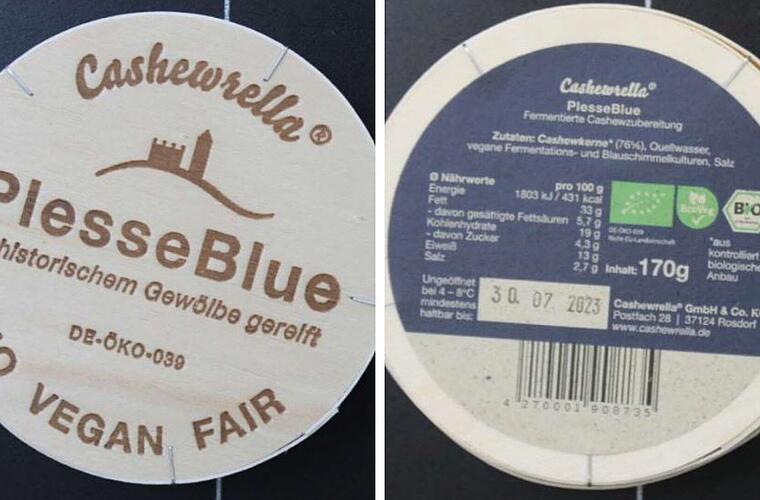 Cashewrella®
PlesseBlue
historischem Gewölbe gereift
DE-ÖKO-039
VEGAN FAIR
Cashewrella®
PlesseBlue
Fermentierte Cashewzubereitung
Zutaten: Cashewkerne* (76%), Quellwasser,
vegane Fermentations- und Blauschimmelkulturen, Salz
Ø Nährwerte pro 100 g
Energie 1803 kJ / 431 kcal
Fett 33 g
- davon gesättigte Fettsäuren 5,7 g
Kohlenhydrate 19 g
- davon Zucker 4,3 g
Eiweiß 13 g
Salz 2,7 g
DE-ÖKO-039
Nicht-EU-Landwirtschaft
EcoVeg
BIO
*aus
kontrolliert
biologische
Anbau
Inhalt: 170g
Ungeöffnet
bei 4 – 8°C
mindestens
haltbar bis:
30. 07. 2023
Cashewrella® GmbH & Co. K
Postfach 28 | 37124 Rosdorf
www.cashewrella.de
4 270001 908735